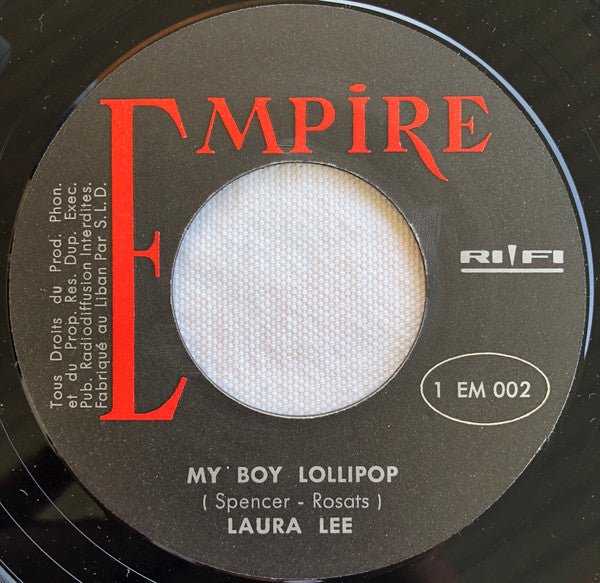 EMPiRE
Tous Droits du Prod. Phon.
et du Prop. Res. Dup. Exec.
Pub. Radiodiffusion Interdites.
Fabriqué au Liban Par S.L.D.
RI/FI
1 EM 002
MY BOY LOLLIPOP
( Spencer - Rosats )
LAURA LEE